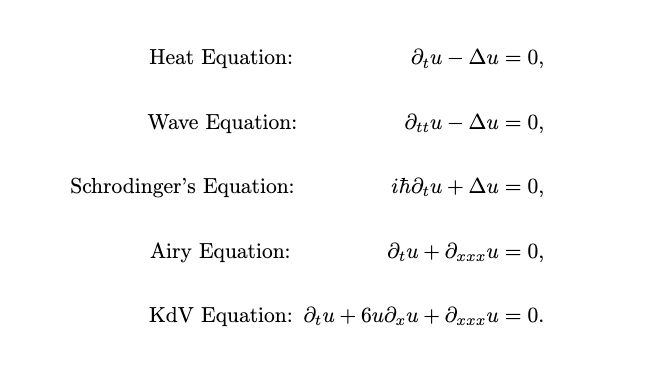 Heat Equation: ∂ₜu − Δu = 0,
Wave Equation: ∂ₜₜu − Δu = 0,
Schrodinger's Equation: iℏ∂ₜu + Δu = 0,
Airy Equation: ∂ₜu + ∂ₓₓₓu = 0,
KdV Equation: ∂ₜu + 6u∂ₓu + ∂ₓₓₓu = 0.